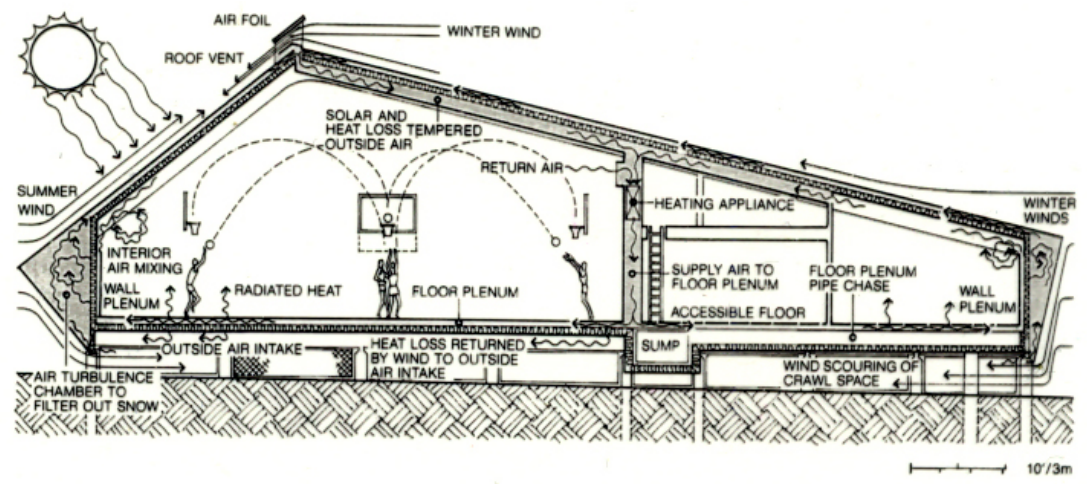 AIR FOIL
WINTER WIND
ROOF VENT
SOLAR AND
HEAT LOSS TEMPERED
OUTSIDE AIR
RETURN AIR
SUMMER
WIND
HEATING APPLIANCE
WINTER
WINDS
INTERIOR
AIR MIXING
SUPPLY AIR TO
FLOOR PLENUM
FLOOR PLENUM
PIPE CHASE
WALL
PLENUM
RADIATED HEAT
FLOOR PLENUM
WALL
PLENUM
ACCESSIBLE FLOOR
OUTSIDE AIR INTAKE
HEAT LOSS RETURNED
BY WIND TO OUTSIDE
AIR INTAKE
SUMP
WIND SCOURING OF
CRAWL SPACE
AIR TURBULENCE
CHAMBER TO
FILTER OUT SNOW
10'/3m